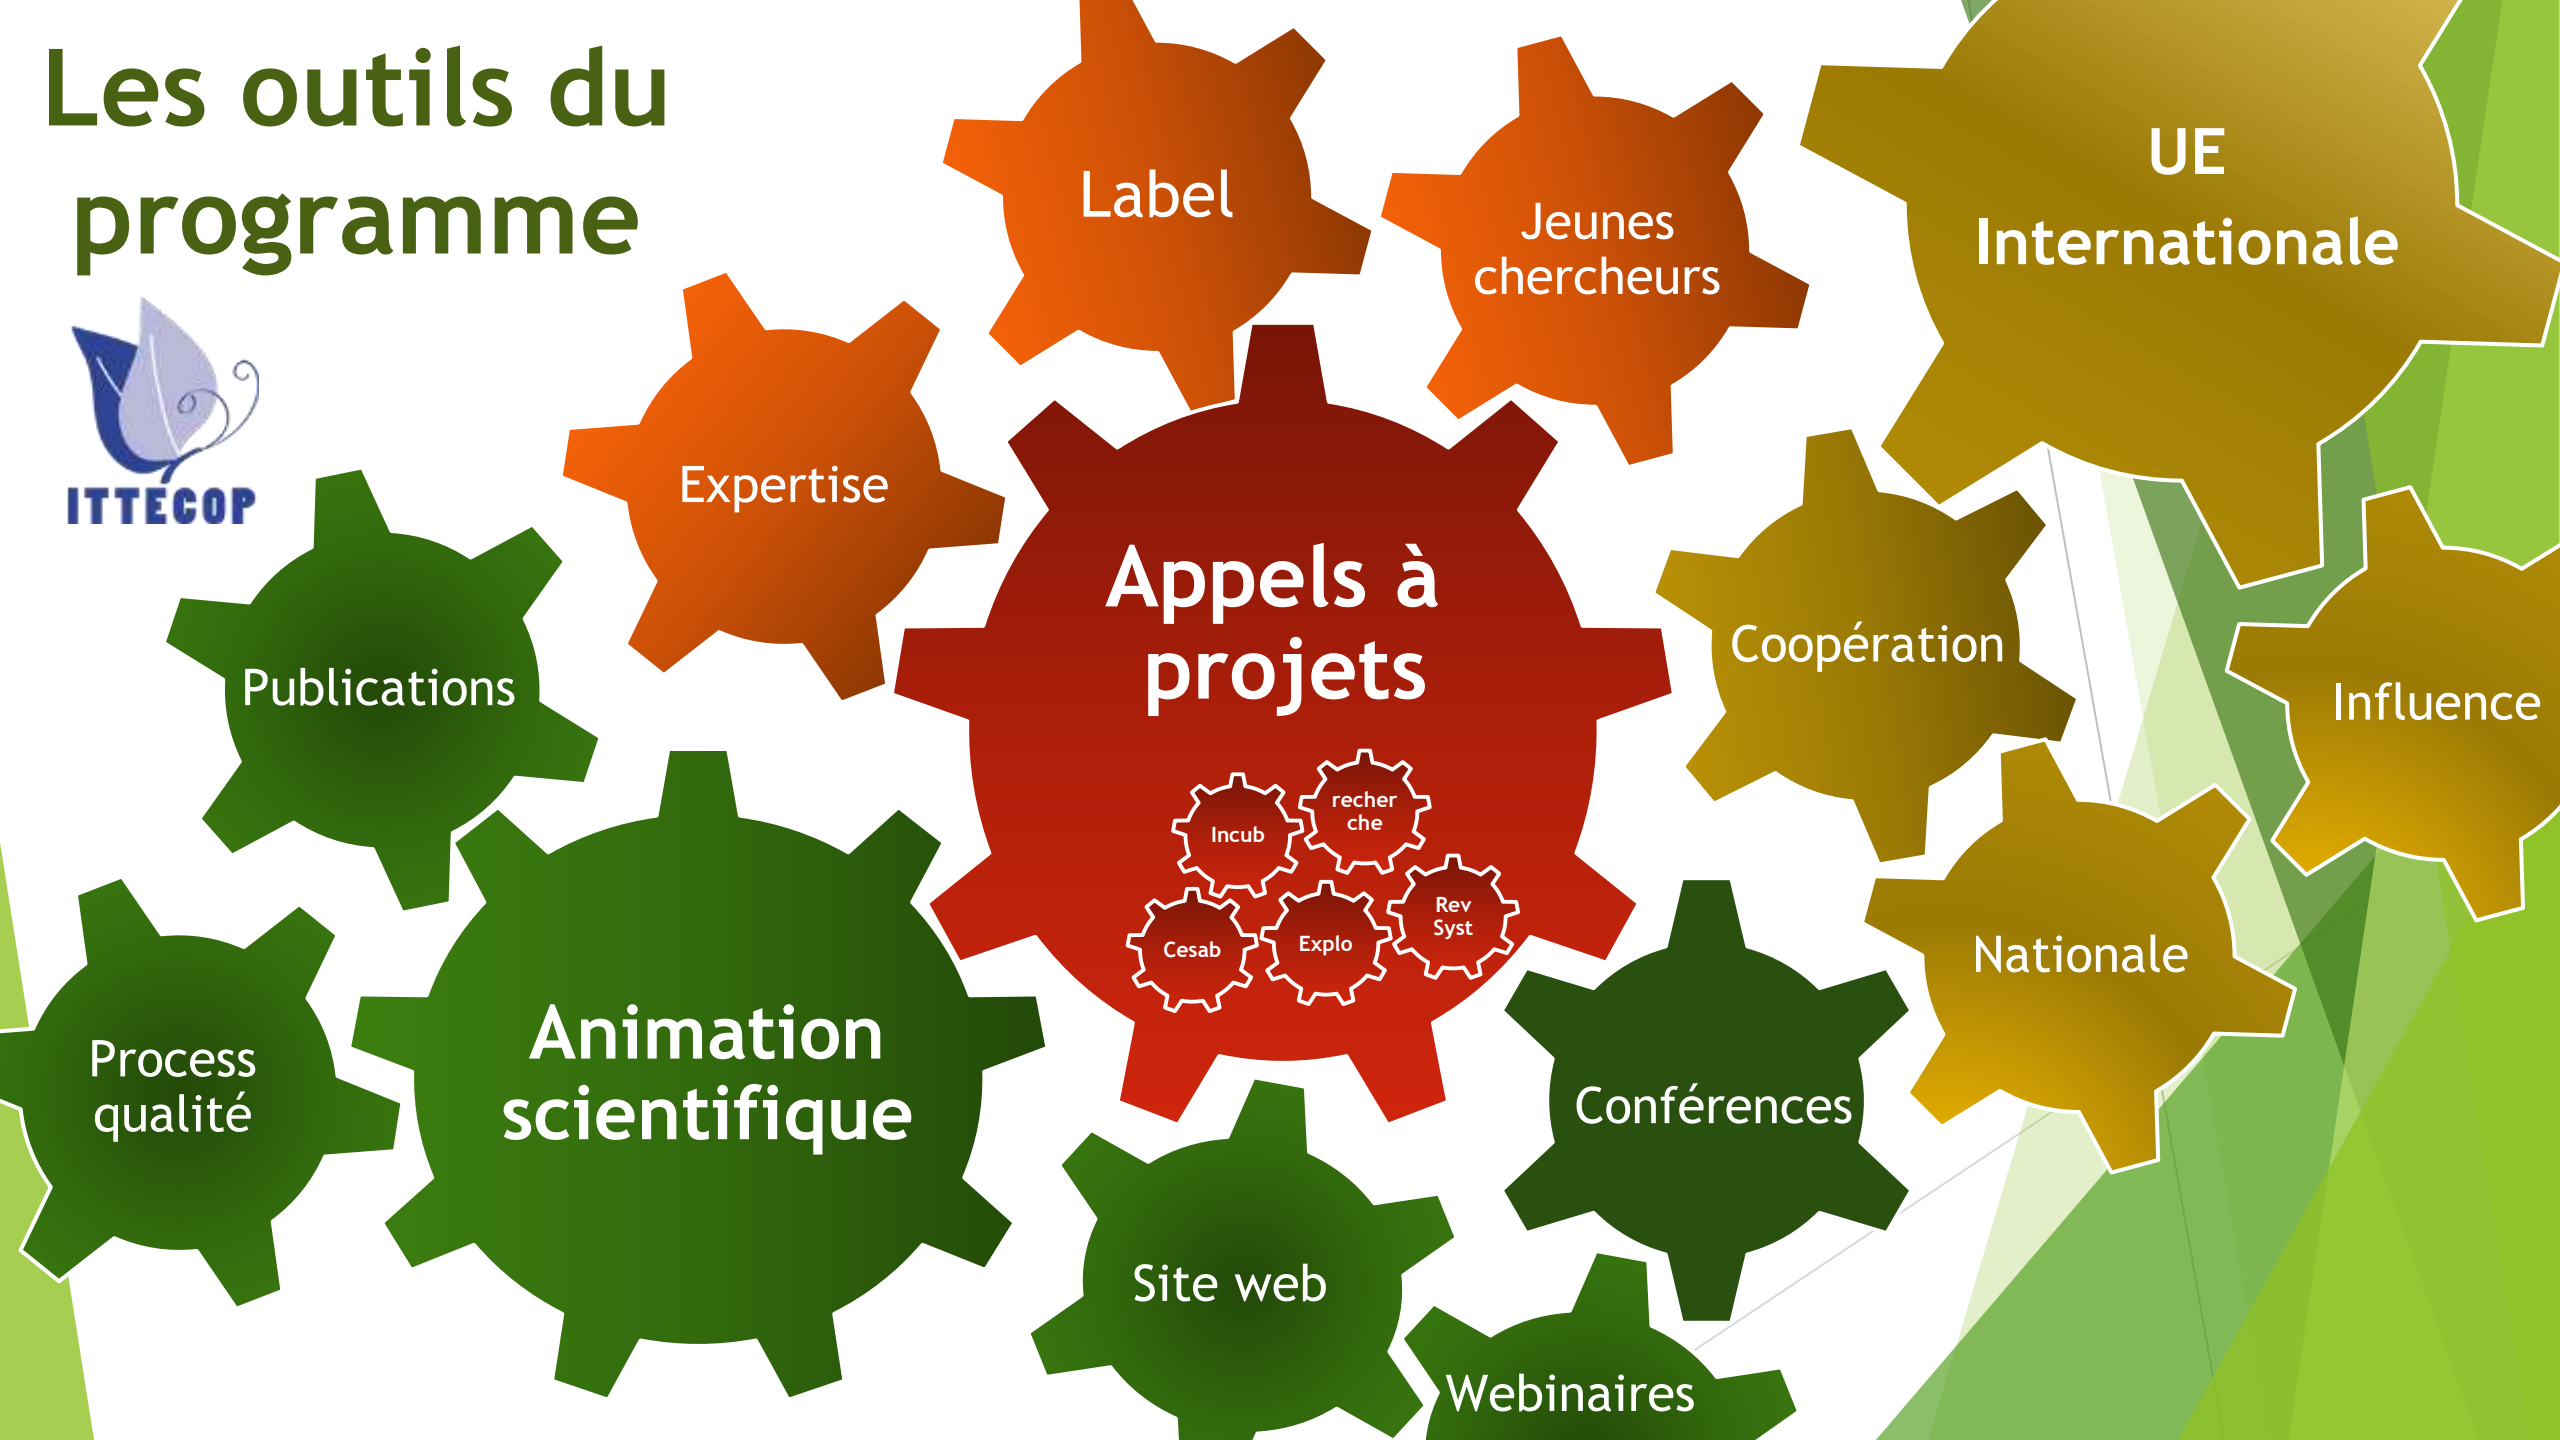 Les outils du
programme
ITTECOP
Label
Jeunes
chercheurs
UE
Internationale
Expertise
Appels à
projets
Coopération
Publications
Influence
recher
che
Incub
Rev
Syst
Cesab
Explo
Nationale
Animation
scientifique
Process
qualité
Conférences
Site web
Webinaires